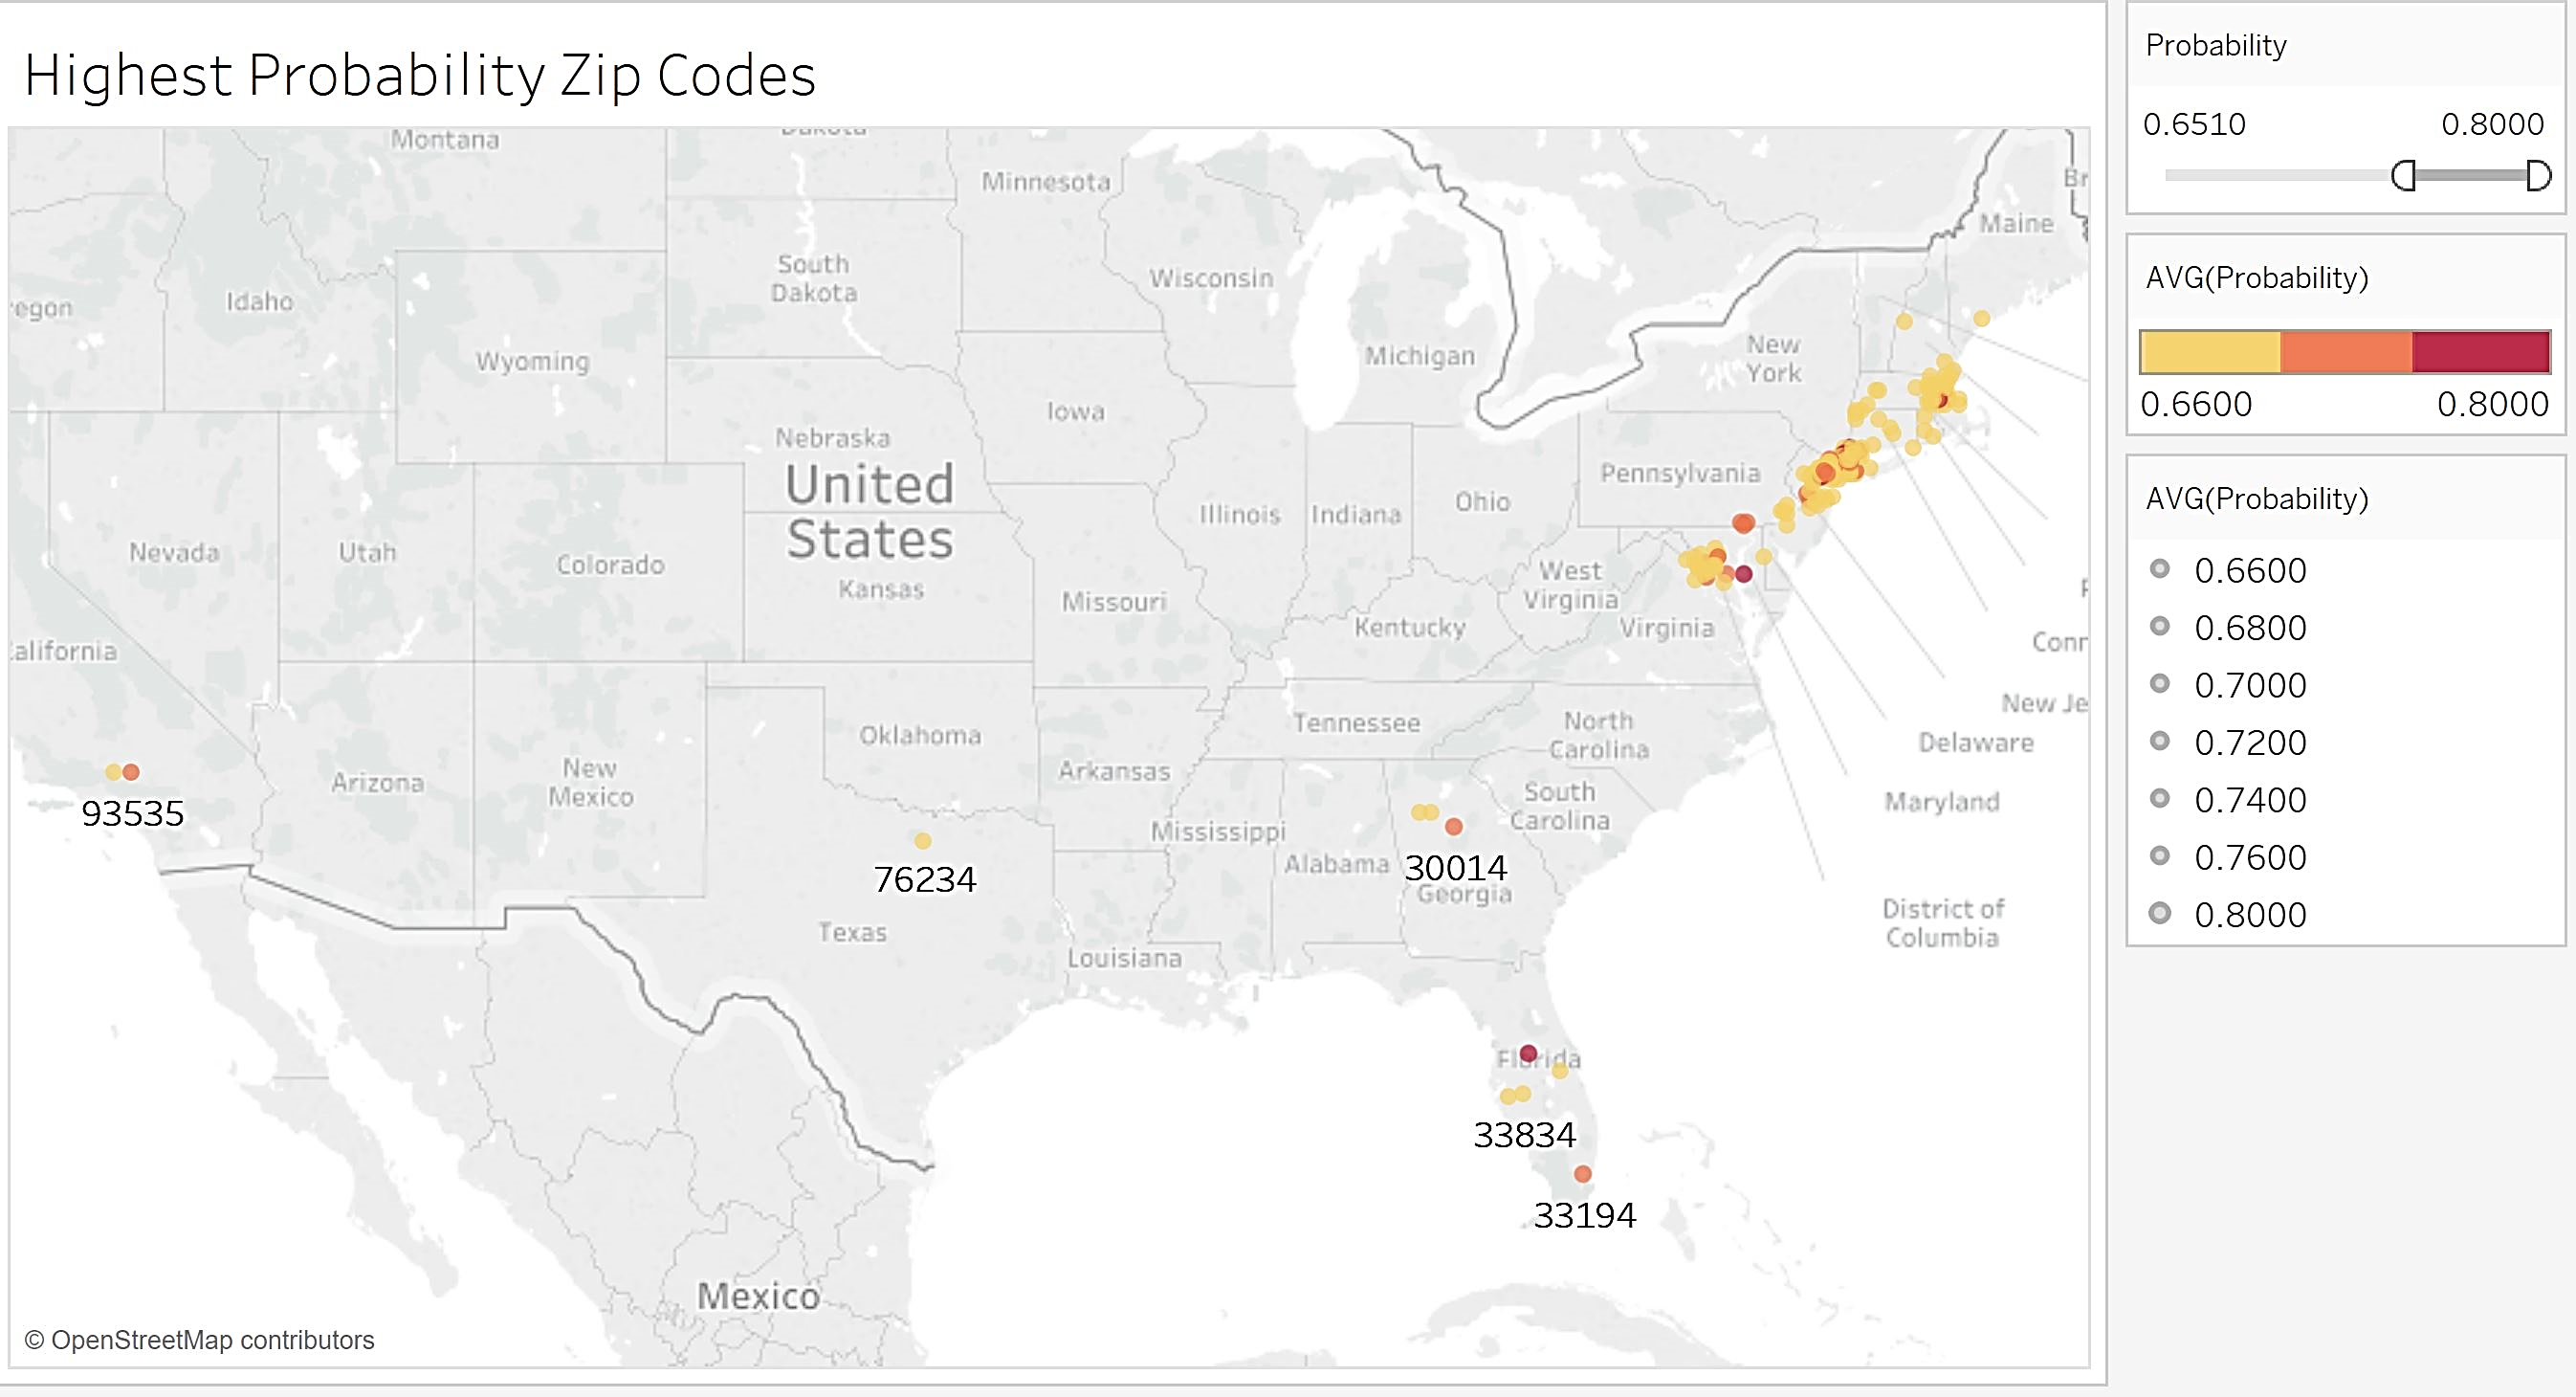 Highest Probability Zip Codes
Montana
Dakota
Minnesota
Br
Maine
South
Dakota
Wisconsin
egon
Idaho
Wyoming
Michigan
New
York
Iowa
Nebraska
United
States
Pennsylvania
Illinois
Indiana
Ohio
Nevada
Utah
Colorado
Kansas
Missouri
West
Virginia
Kentucky
Virginia
alifornia
Conr
New Je
Tennessee
North
Carolina
Oklahoma
Delaware
Arizona
New
Mexico
Arkansas
South
Carolina
Maryland
93535
Mississippi
Alabama
76234
30014
Georgia
Texas
District of
Columbia
Louisiana
Florida
33834
33194
Mexico
© OpenStreetMap contributors
Probability
0.6510 0.8000
AVG(Probability)
0.6600 0.8000
AVG(Probability)
0.6600
0.6800
0.7000
0.7200
0.7400
0.7600
0.8000